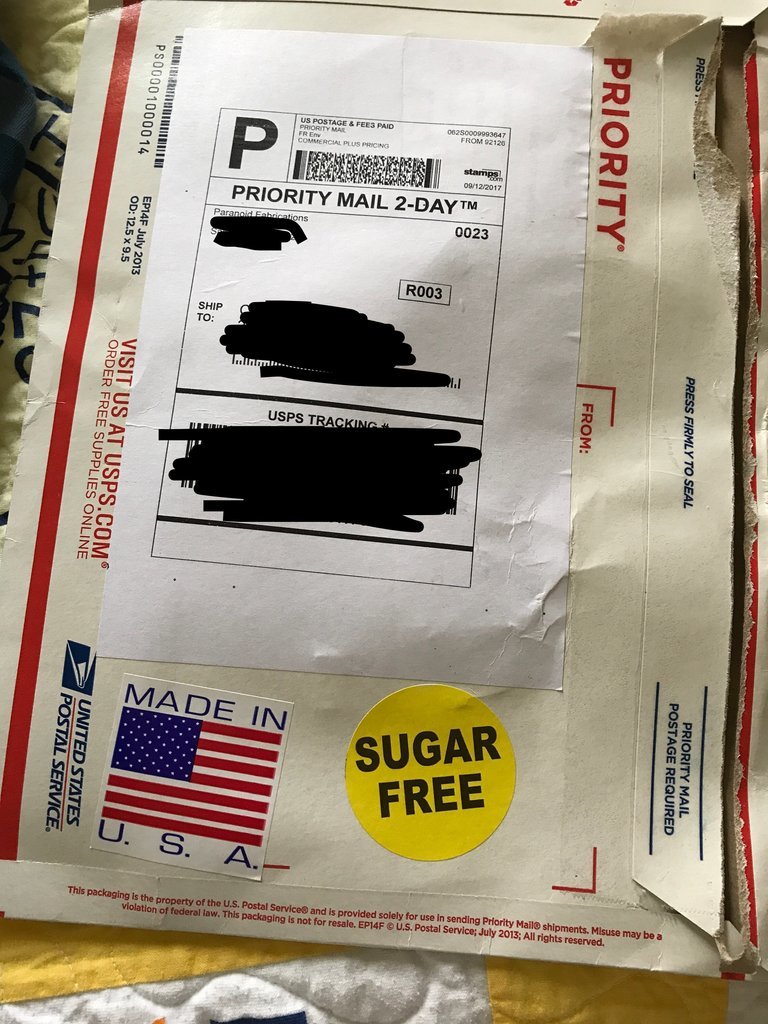 P
US POSTAGE & FEES PAID
PRIORITY MAIL
FR Env
COMMERCIAL PLUS PRICING
062S0009993647
FROM 92126
stamps.com
09/12/2017
PRIORITY MAIL 2-DAY™
Paranoid Fabrications
0023
R003
SHIP
TO:
USPS TRACKING #
PS00001000014
EP14F July 2013
OD: 12.5 x 9.5
VISIT US AT USPS.COM®
ORDER FREE SUPPLIES ONLINE
UNITED STATES
POSTAL SERVICE®
PRIORITY®
FROM:
PRESS FIRMLY TO SEAL
PRIORITY MAIL
POSTAGE REQUIRED
MADE IN
U. S. A.
SUGAR
FREE
This packaging is the property of the U.S. Postal Service® and is provided solely for use in sending Priority Mail® shipments. Misuse may be a
violation of federal law. This packaging is not for resale. EP14F © U.S. Postal Service; July 2013; All rights reserved.